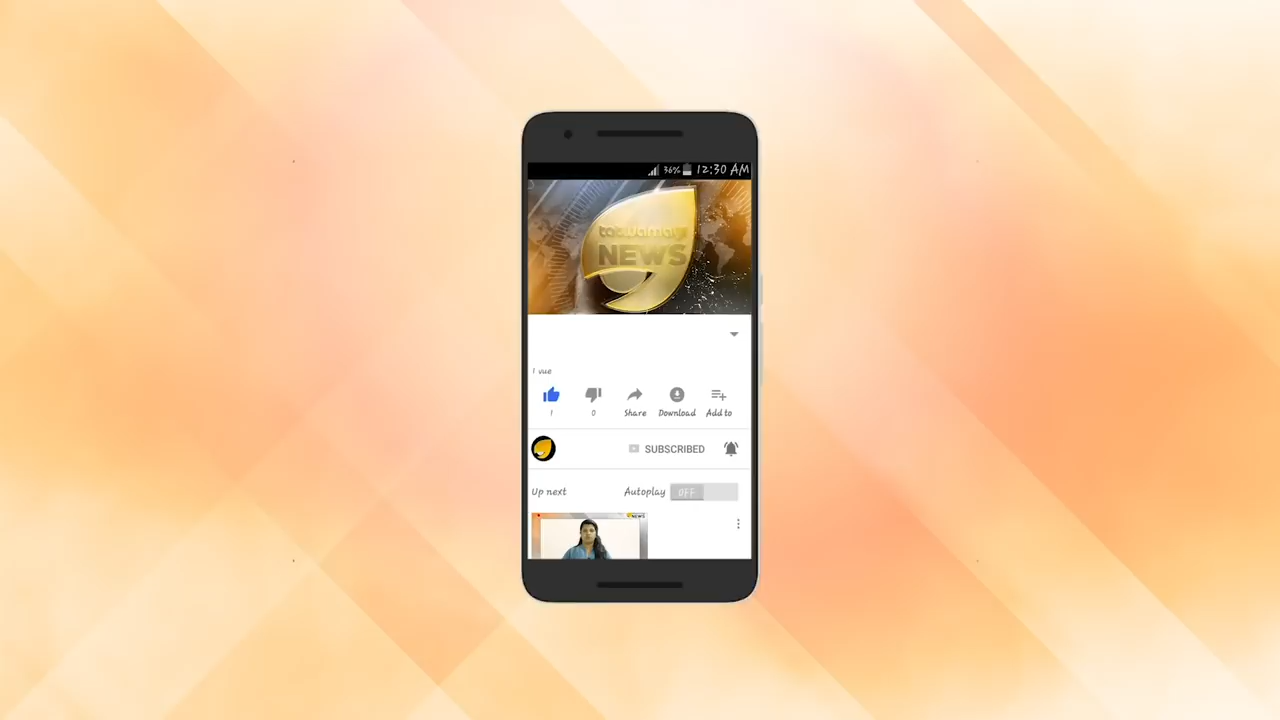 36% 12:30 AM
tatwamayi
NEWS
1 vue
1 0 Share Download Add to
SUBSCRIBED
Up next Autoplay OFF
NEWS